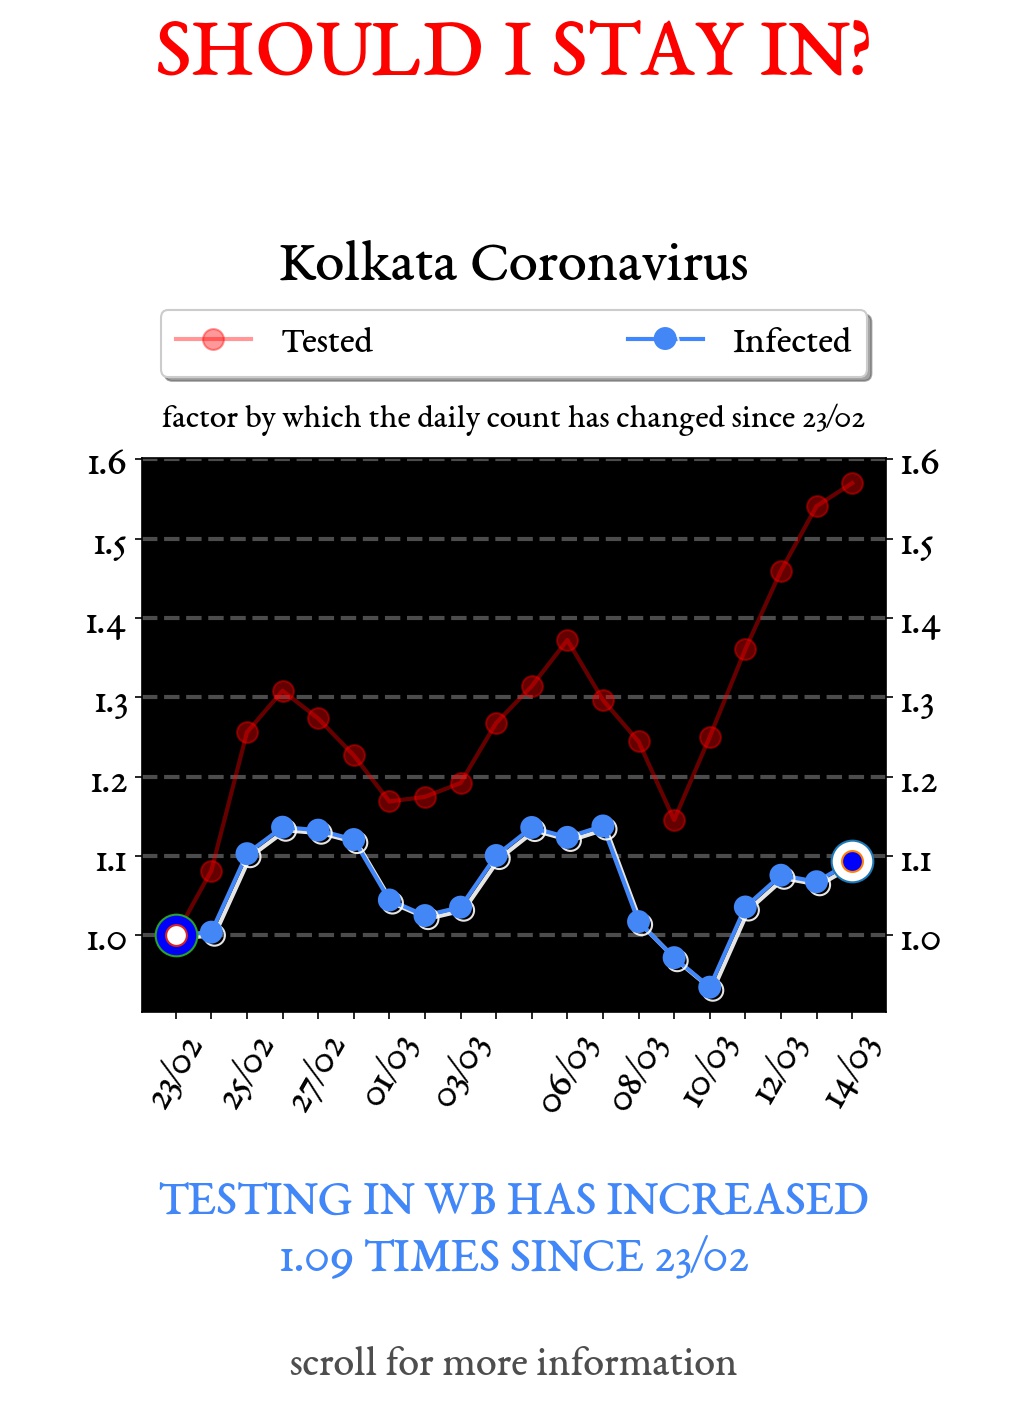 SHOULD I STAY IN?
Kolkata Coronavirus
Tested Infected
factor by which the daily count has changed since 23/02
1.6 1.6
1.5 1.5
1.4 1.4
1.3 1.3
1.2 1.2
1.1 1.1
1.0 1.0
23/02 25/02 27/02 01/03 03/03 06/03 08/03 10/03 12/03 14/03
TESTING IN WB HAS INCREASED
1.09 TIMES SINCE 23/02
scroll for more information